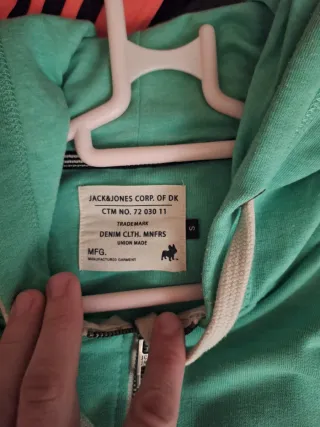 JACK&JONES CORP. OF DK
CTM NO. 72 030 11
TRADEMARK
DENIM CLTH. MNFRS
UNION MADE
MFG.
MANUFACTURED GARMENT
S